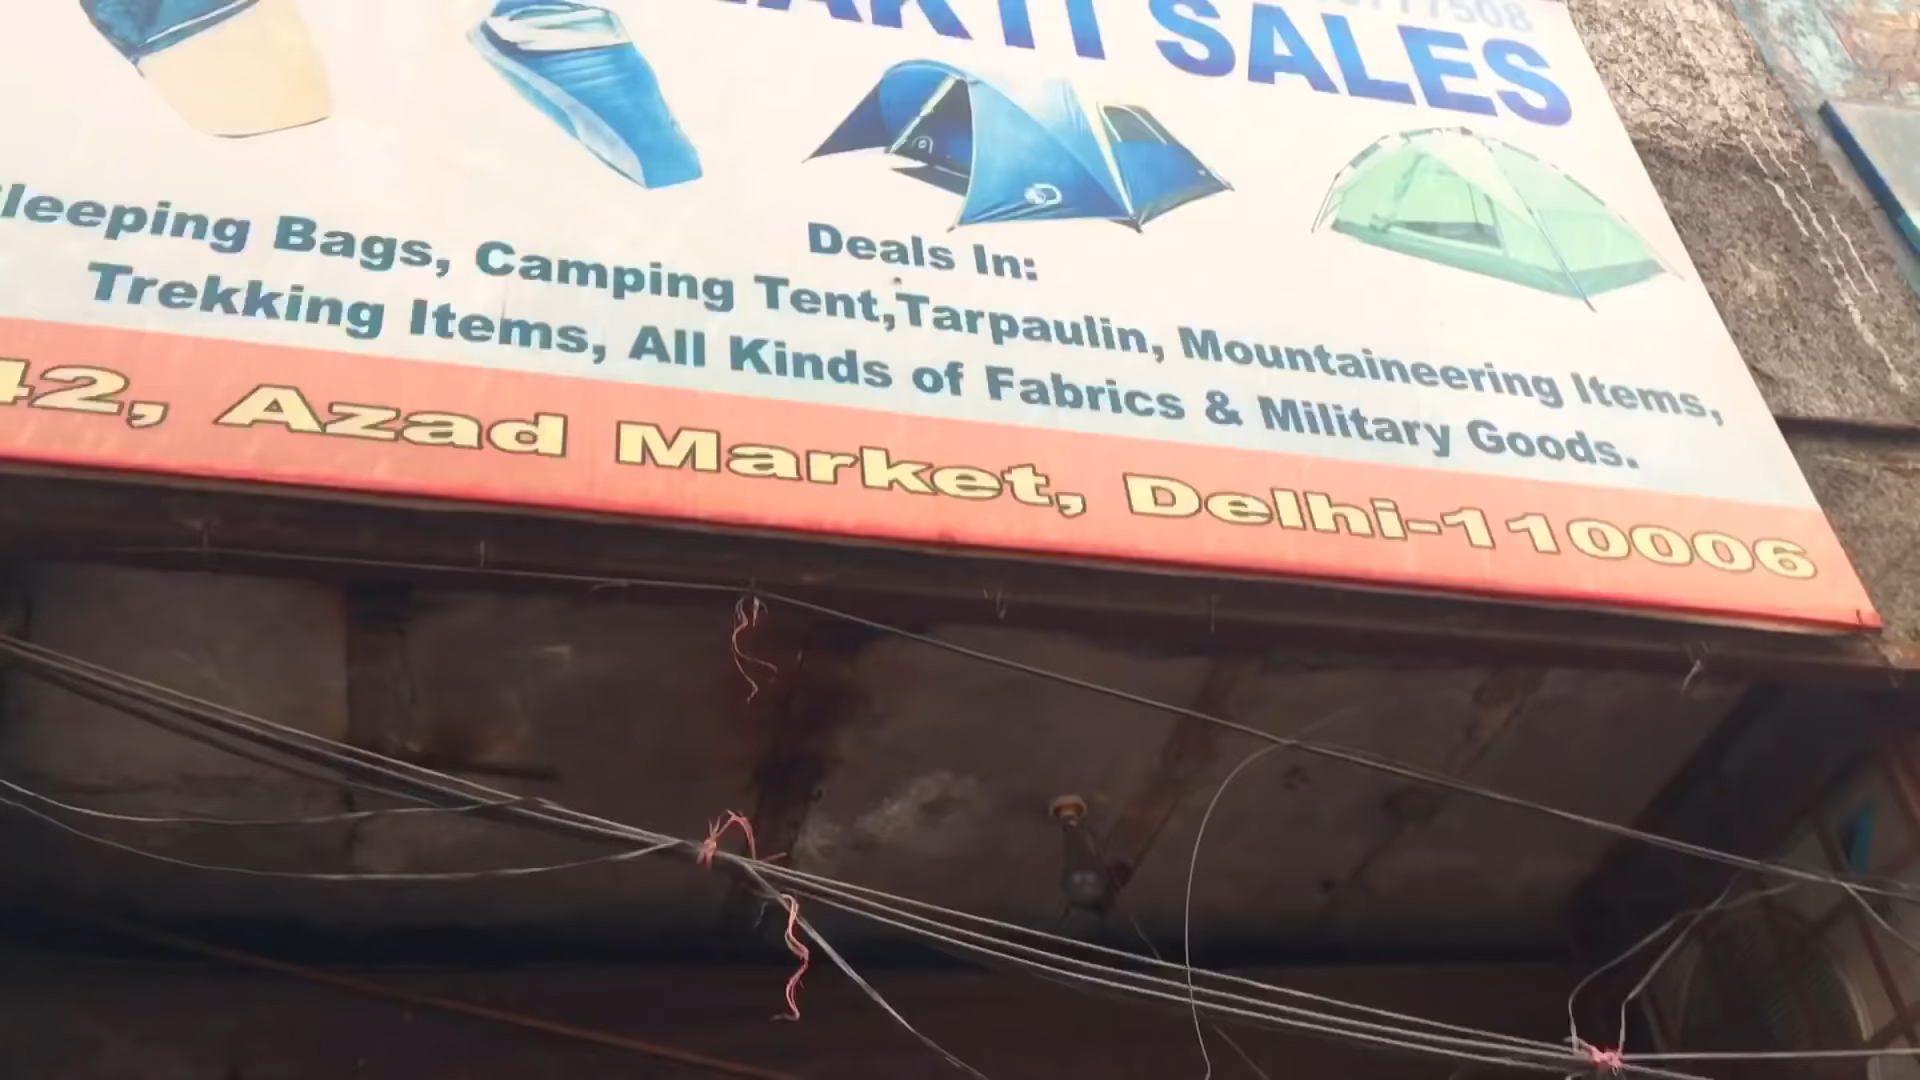 SALES
Deals In:
Sleeping Bags, Camping Tent, Tarpaulin, Mountaineering Items,
Trekking Items, All Kinds of Fabrics & Military Goods.
42, Azad Market, Delhi-110006